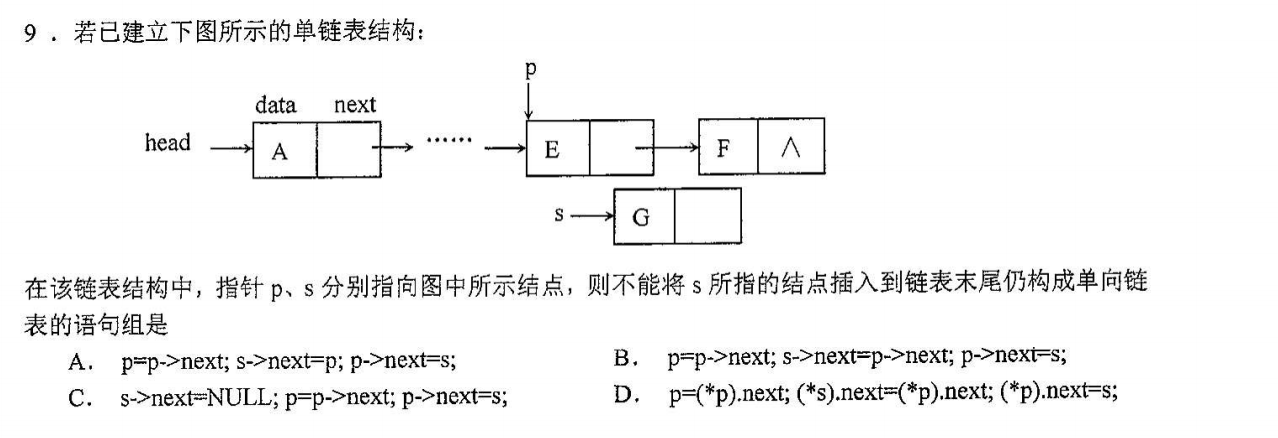 9 ．若已建立下图所示的单链表结构：
p
data next
head
A
……
E
F ∧
s
G
在该链表结构中，指针 p、s 分别指向图中所示结点，则不能将 s 所指的结点插入到链表末尾仍构成单向链
表的语句组是
A． p=p->next; s->next=p; p->next=s;
B． p=p->next; s->next=p->next; p->next=s;
C． s->next=NULL; p=p->next; p->next=s;
D． p=(*p).next; (*s).next=(*p).next; (*p).next=s;